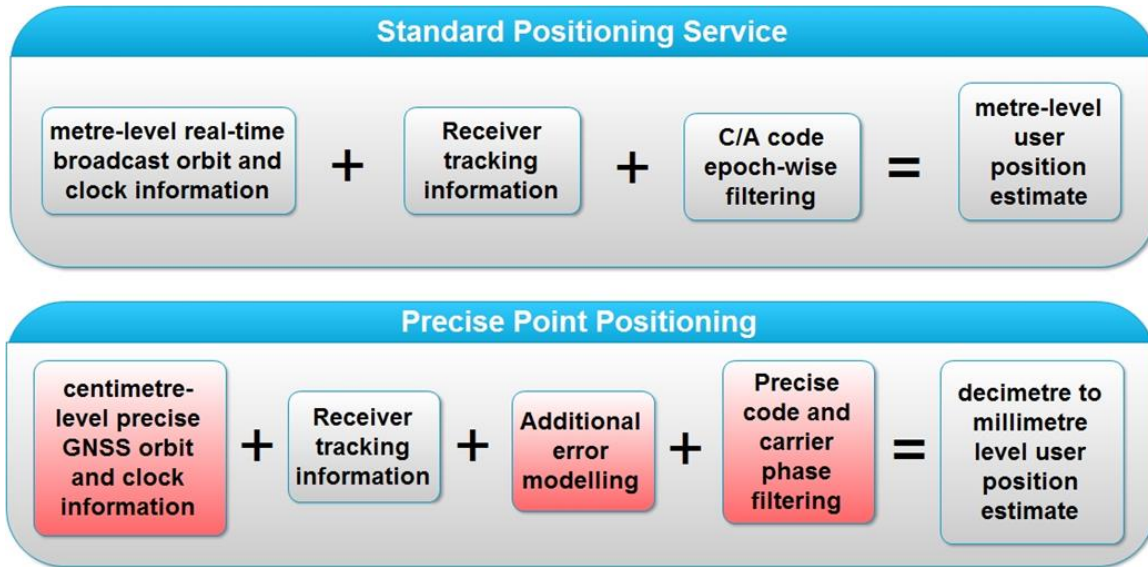 Standard Positioning Service
metre-level real-time
broadcast orbit and
clock information
+
Receiver
tracking
information
+
C/A code
epoch-wise
filtering
=
metre-level
user
position
estimate
Precise Point Positioning
centimetre-
level precise
GNSS orbit
and clock
information
+
Receiver
tracking
information
+
Additional
error
modelling
+
Precise
code and
carrier
phase
filtering
=
decimetre to
millimetre
level user
position
estimate